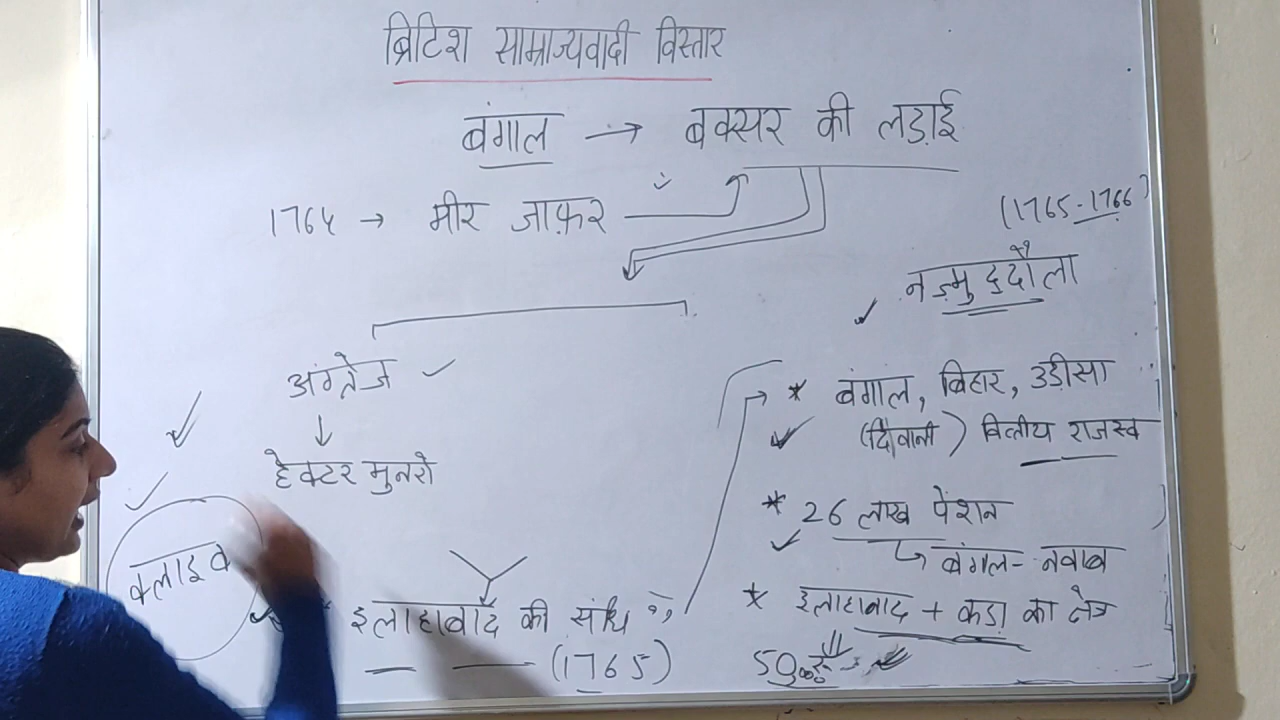 ब्रिटिश साम्राज्यवादी विस्तार
बंगाल → बक्सर की लड़ाई
1764 → मीर जाफ़र
(1765-1766)
नज्मुद्दौला
अंग्रेज
↓
हेक्टर मुनरो
क्लाइव
इलाहाबाद की संधि
(1765)
* बंगाल, बिहार, उड़ीसा
(दिवानी) वित्तीय राजस्व
* 26 लाख पेंशन
बंगाल - नवाब
* इलाहाबाद + कड़ा का क्षेत्र